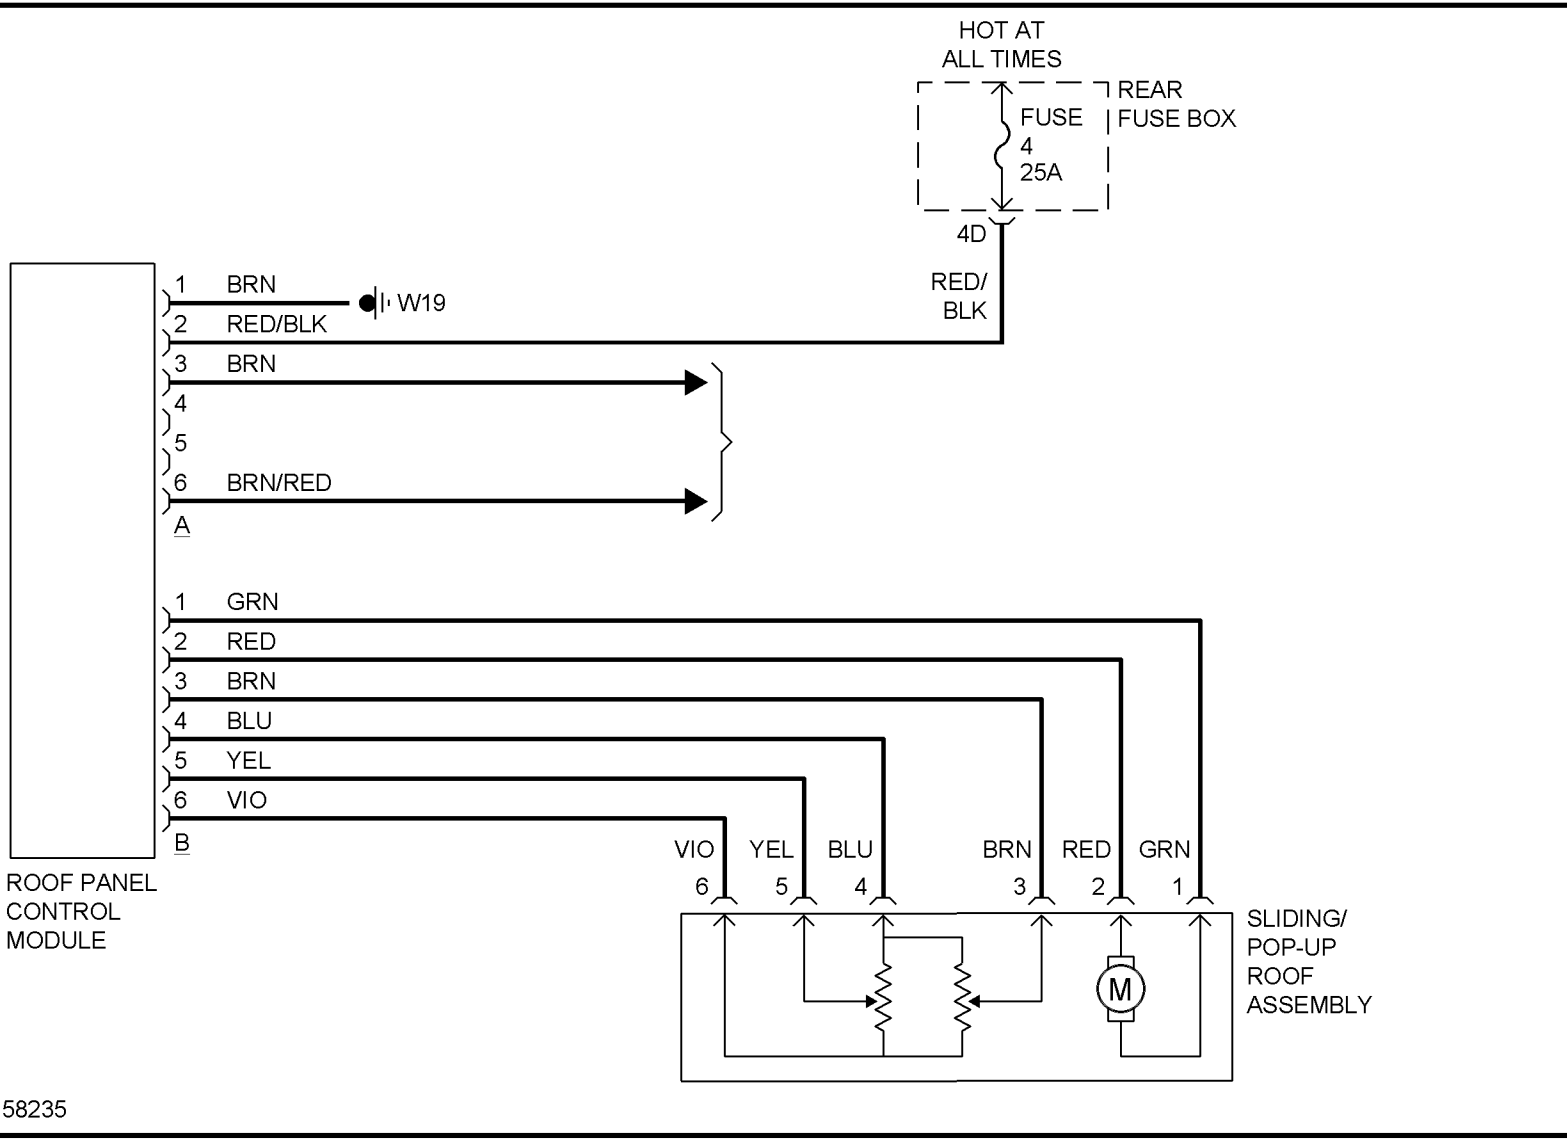 HOT AT
ALL TIMES
REAR
FUSE BOX
FUSE
4
25A
4D
RED/
BLK
1 BRN
W19
2 RED/BLK
3 BRN
4
5
6 BRN/RED
A
1 GRN
2 RED
3 BRN
4 BLU
5 YEL
6 VIO
B
ROOF PANEL
CONTROL
MODULE
VIO YEL BLU BRN RED GRN
6 5 4 3 2 1
SLIDING/
POP-UP
ROOF
ASSEMBLY
M
58235